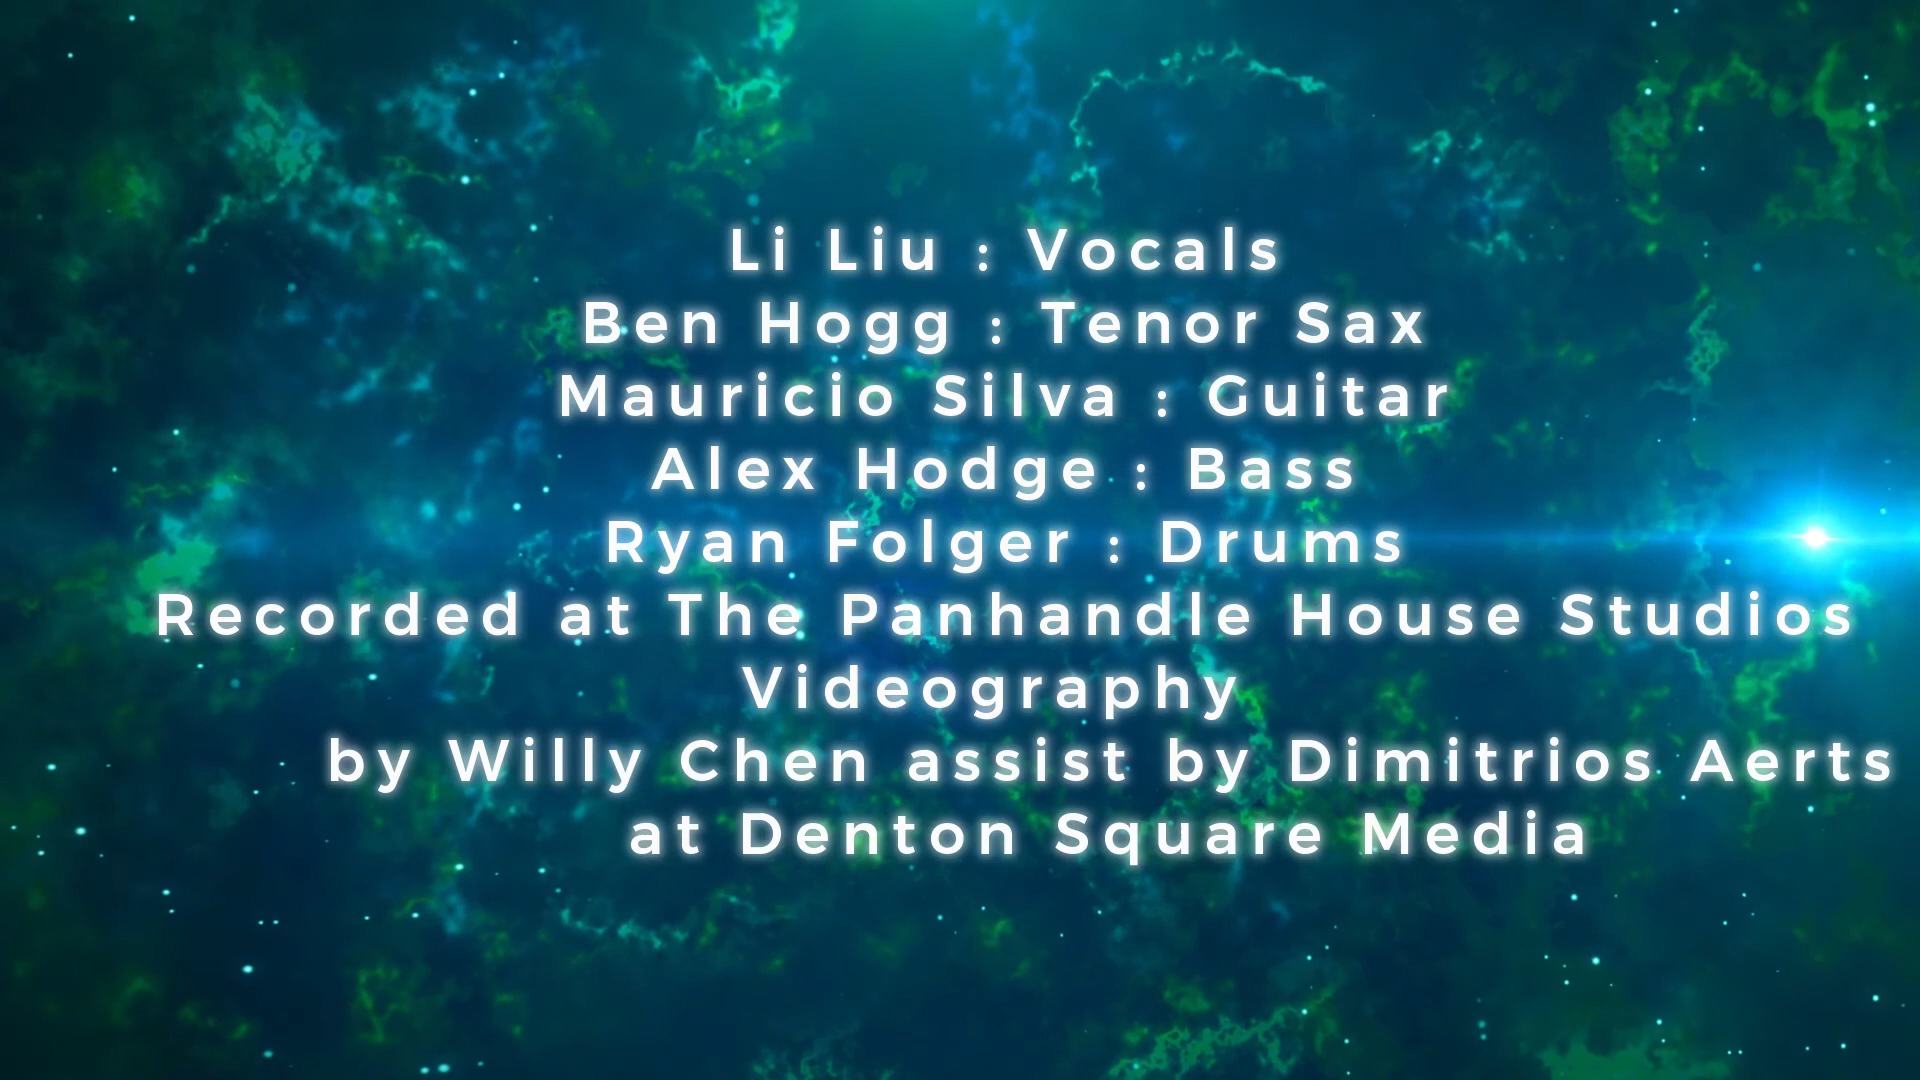 Li Liu : Vocals
Ben Hogg : Tenor Sax
Mauricio Silva : Guitar
Alex Hodge : Bass
Ryan Folger : Drums
Recorded at The Panhandle House Studios
Videography
by Willy Chen assist by Dimitrios Aerts
at Denton Square Media